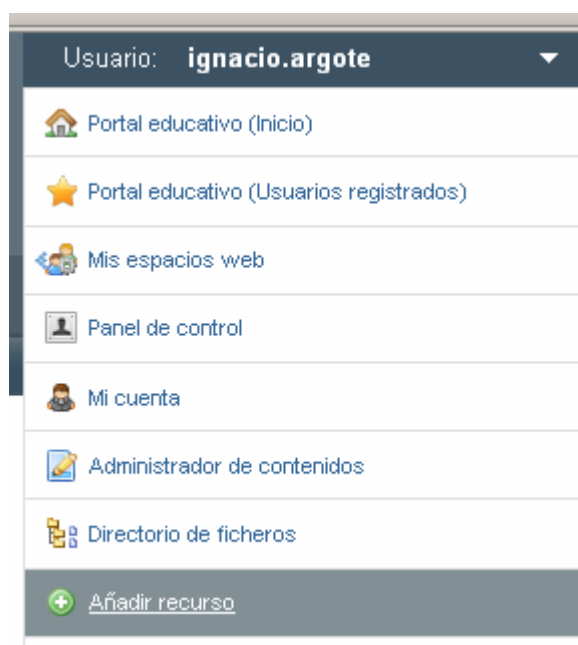 Usuario: ignacio.argote
Portal educativo (Inicio)
Portal educativo (Usuarios registrados)
Mis espacios web
Panel de control
Mi cuenta
Administrador de contenidos
Directorio de ficheros
Añadir recurso